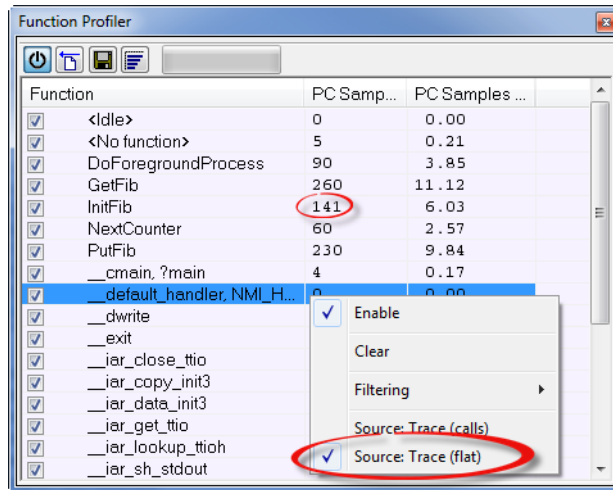 Function Profiler
Function PC Samp... PC Samples ...
<Idle> 0 0.00
<No function> 5 0.21
DoForegroundProcess 90 3.85
GetFib 260 11.12
InitFib 141 6.03
NextCounter 60 2.57
PutFib 230 9.84
__cmain, ?main 4 0.17
__default_handler, NMI_H... 0 0.00
__dwrite
__exit
__iar_close_ttio
__iar_copy_init3
__iar_data_init3
__iar_get_ttio
__iar_lookup_ttioh
__iar_sh_stdout
Enable
Clear
Filtering
Source: Trace (calls)
Source: Trace (flat)